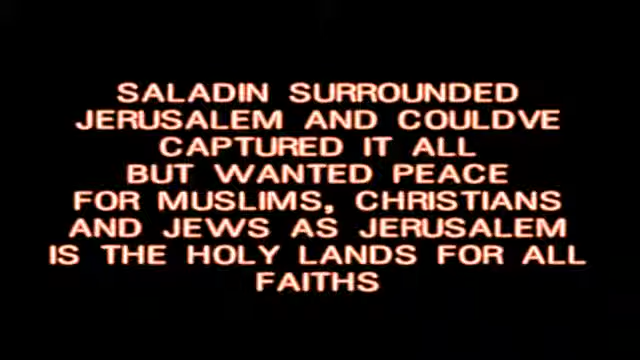 SALADIN SURROUNDED
JERUSALEM AND COULDVE
CAPTURED IT ALL
BUT WANTED PEACE
FOR MUSLIMS, CHRISTIANS
AND JEWS AS JERUSALEM
IS THE HOLY LANDS FOR ALL
FAITHS